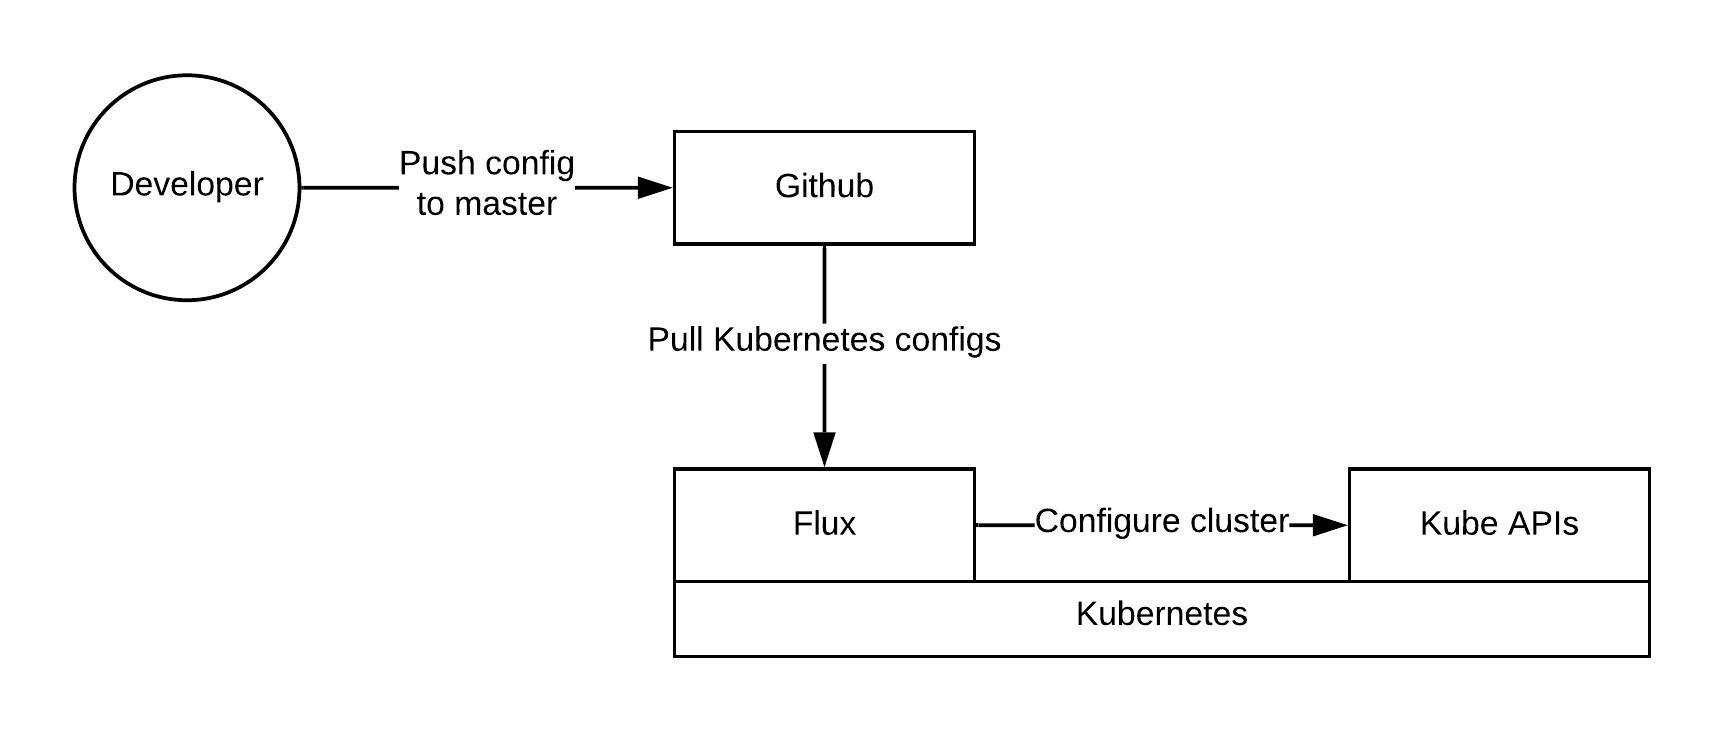 Developer
Push config
to master
Github
Pull Kubernetes configs
Flux
Configure cluster
Kube APIs
Kubernetes